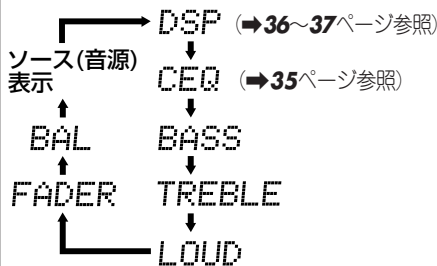 DSP (➡36〜37ページ参照)
ソース(音源)
表示
CEQ (➡35ページ参照)
BAL
BASS
FADER
TREBLE
LOUD